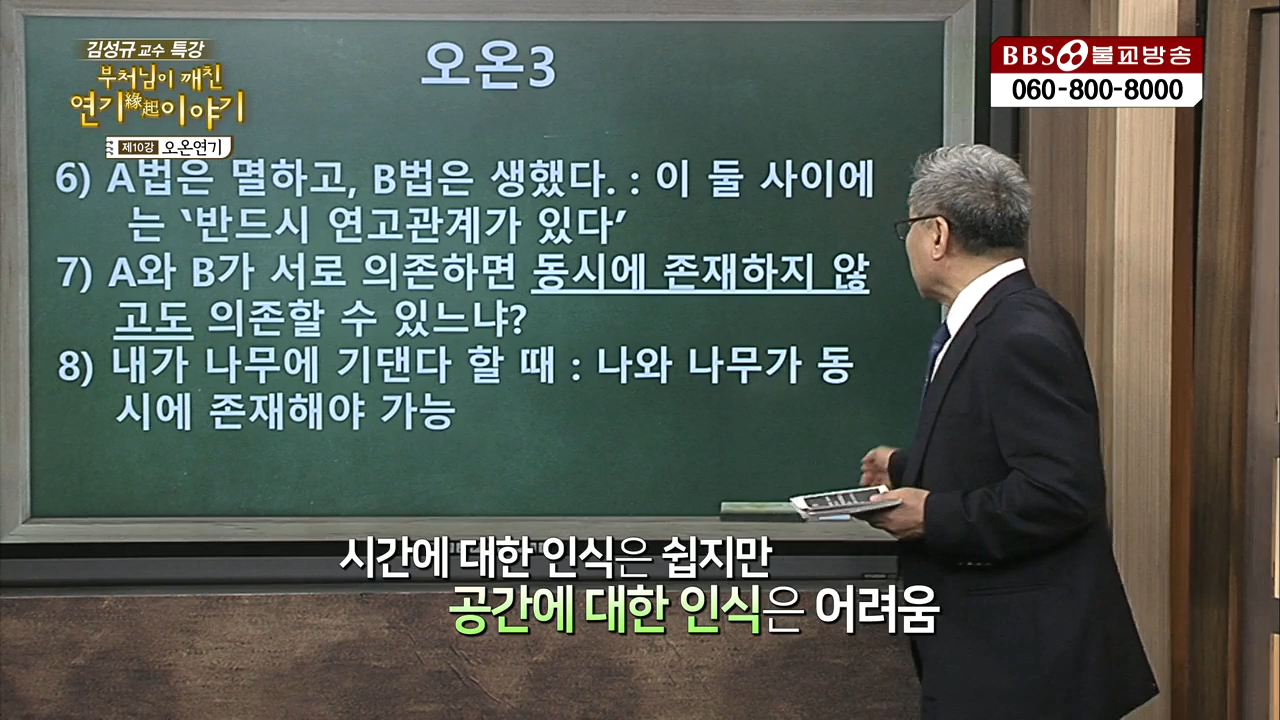 김성규 교수 특강
부처님이 깨친
연기緣起이야기
제10강 오온연기
BBS 불교방송
060-800-8000
오온3
6) A법은 멸하고, B법은 생했다. : 이 둘 사이에
는 ‘반드시 연고관계가 있다’
7) A와 B가 서로 의존하면 동시에 존재하지 않
고도 의존할 수 있느냐?
8) 내가 나무에 기댄다 할 때 : 나와 나무가 동
시에 존재해야 가능
시간에 대한 인식은 쉽지만
공간에 대한 인식은 어려움